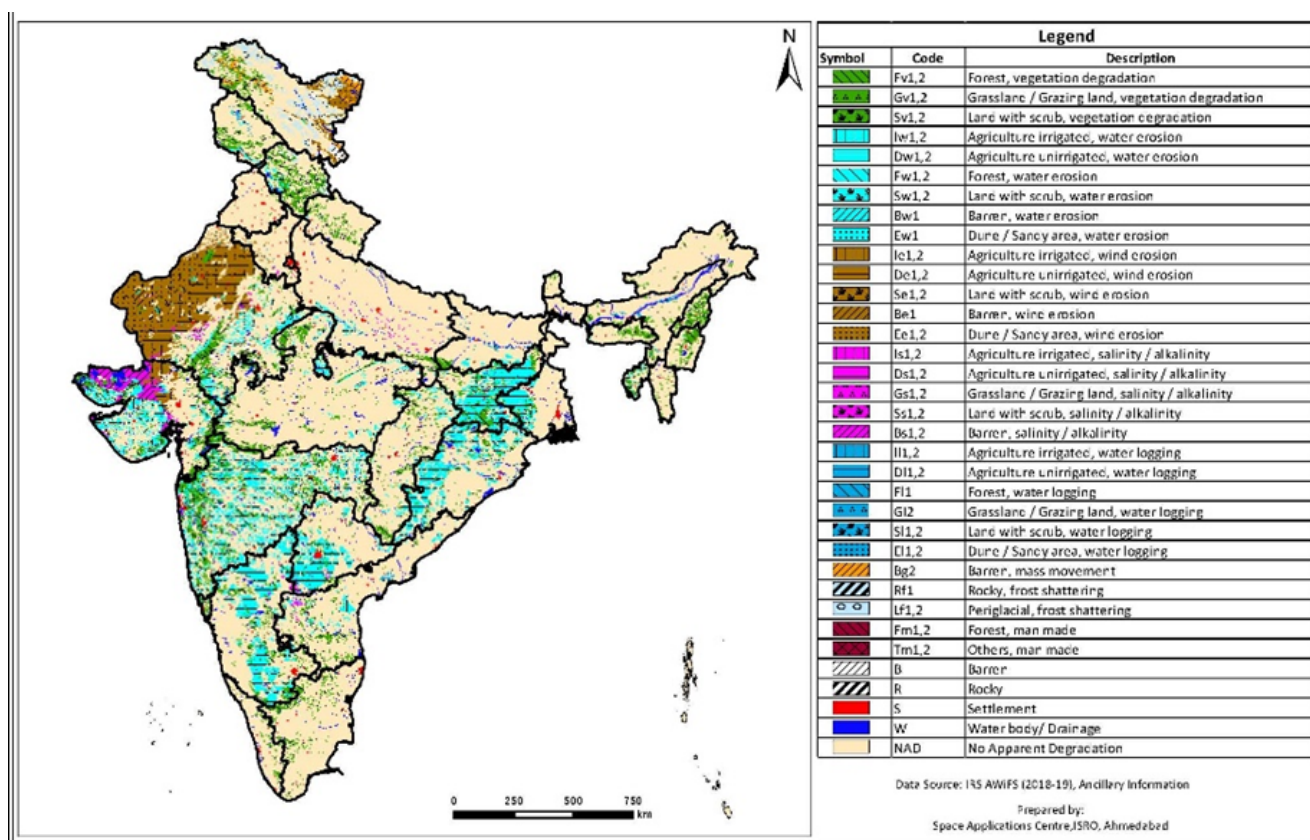 N
0 250 500 750
km
Legend
Symbol Code Description
Fv1,2 Forest, vegetation degradation
Gv1,2 Grassland / Grazing land, vegetation degradation
Sv1,2 Land with scrub, vegetation degradation
Iw1,2 Agriculture irrigated, water erosion
Dw1,2 Agriculture unirrigated, water erosion
Fw1,2 Forest, water erosion
Sw1,2 Land with scrub, water erosion
Bw1 Barren, water erosion
Ew1 Dune / Sandy area, water erosion
Ie1,2 Agriculture irrigated, wind erosion
De1,2 Agriculture unirrigated, wind erosion
Se1,2 Land with scrub, wind erosion
Be1 Barren, wind erosion
Ee1,2 Dune / Sandy area, wind erosion
Is1,2 Agriculture irrigated, salinity / alkalinity
Ds1,2 Agriculture unirrigated, salinity / alkalinity
Gs1,2 Grassland / Grazing land, salinity / alkalinity
Ss1,2 Land with scrub, salinity / alkalinity
Bs1,2 Barren, salinity / alkalinity
Il1,2 Agriculture irrigated, water logging
Dl1,2 Agriculture unirrigated, water logging
Fl1 Forest, water logging
Gl2 Grassland / Grazing land, water logging
Sl1,2 Land with scrub, water logging
El1,2 Dune / Sandy area, water logging
Bg2 Barren, mass movement
Rf1 Rocky, frost shattering
Lf1,2 Periglacial, frost shattering
Fm1,2 Forest, man made
Tm1,2 Others, man made
B Barren
R Rocky
S Settlement
W Water body/ Drainage
NAD No Apparent Degradation
Data Source: IRS AWiFS (2018-19), Ancillary Information
Prepared by:
Space Applications Centre,ISRO, Ahmedabad